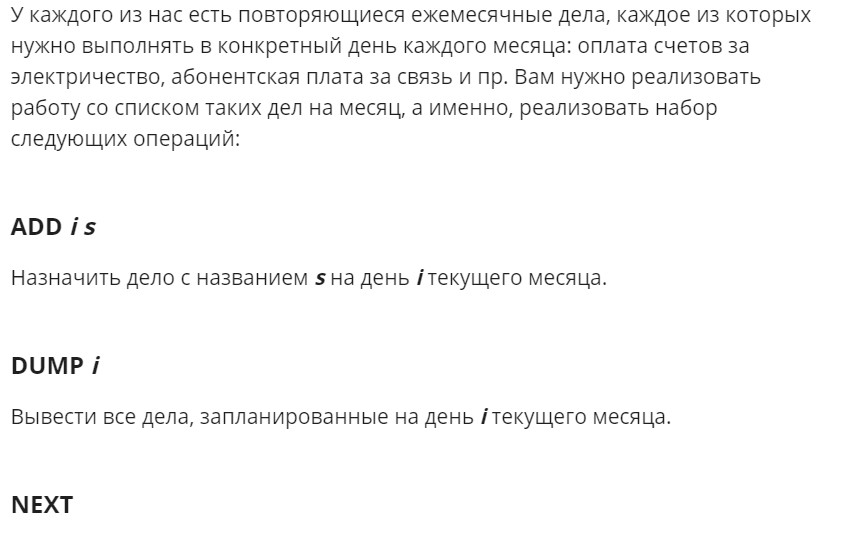 У каждого из нас есть повторяющиеся ежемесячные дела, каждое из которых
нужно выполнять в конкретный день каждого месяца: оплата счетов за
электричество, абонентская плата за связь и пр. Вам нужно реализовать
работу со списком таких дел на месяц, а именно, реализовать набор
следующих операций:
ADD i s
Назначить дело с названием s на день i текущего месяца.
DUMP i
Вывести все дела, запланированные на день i текущего месяца.
NEXT